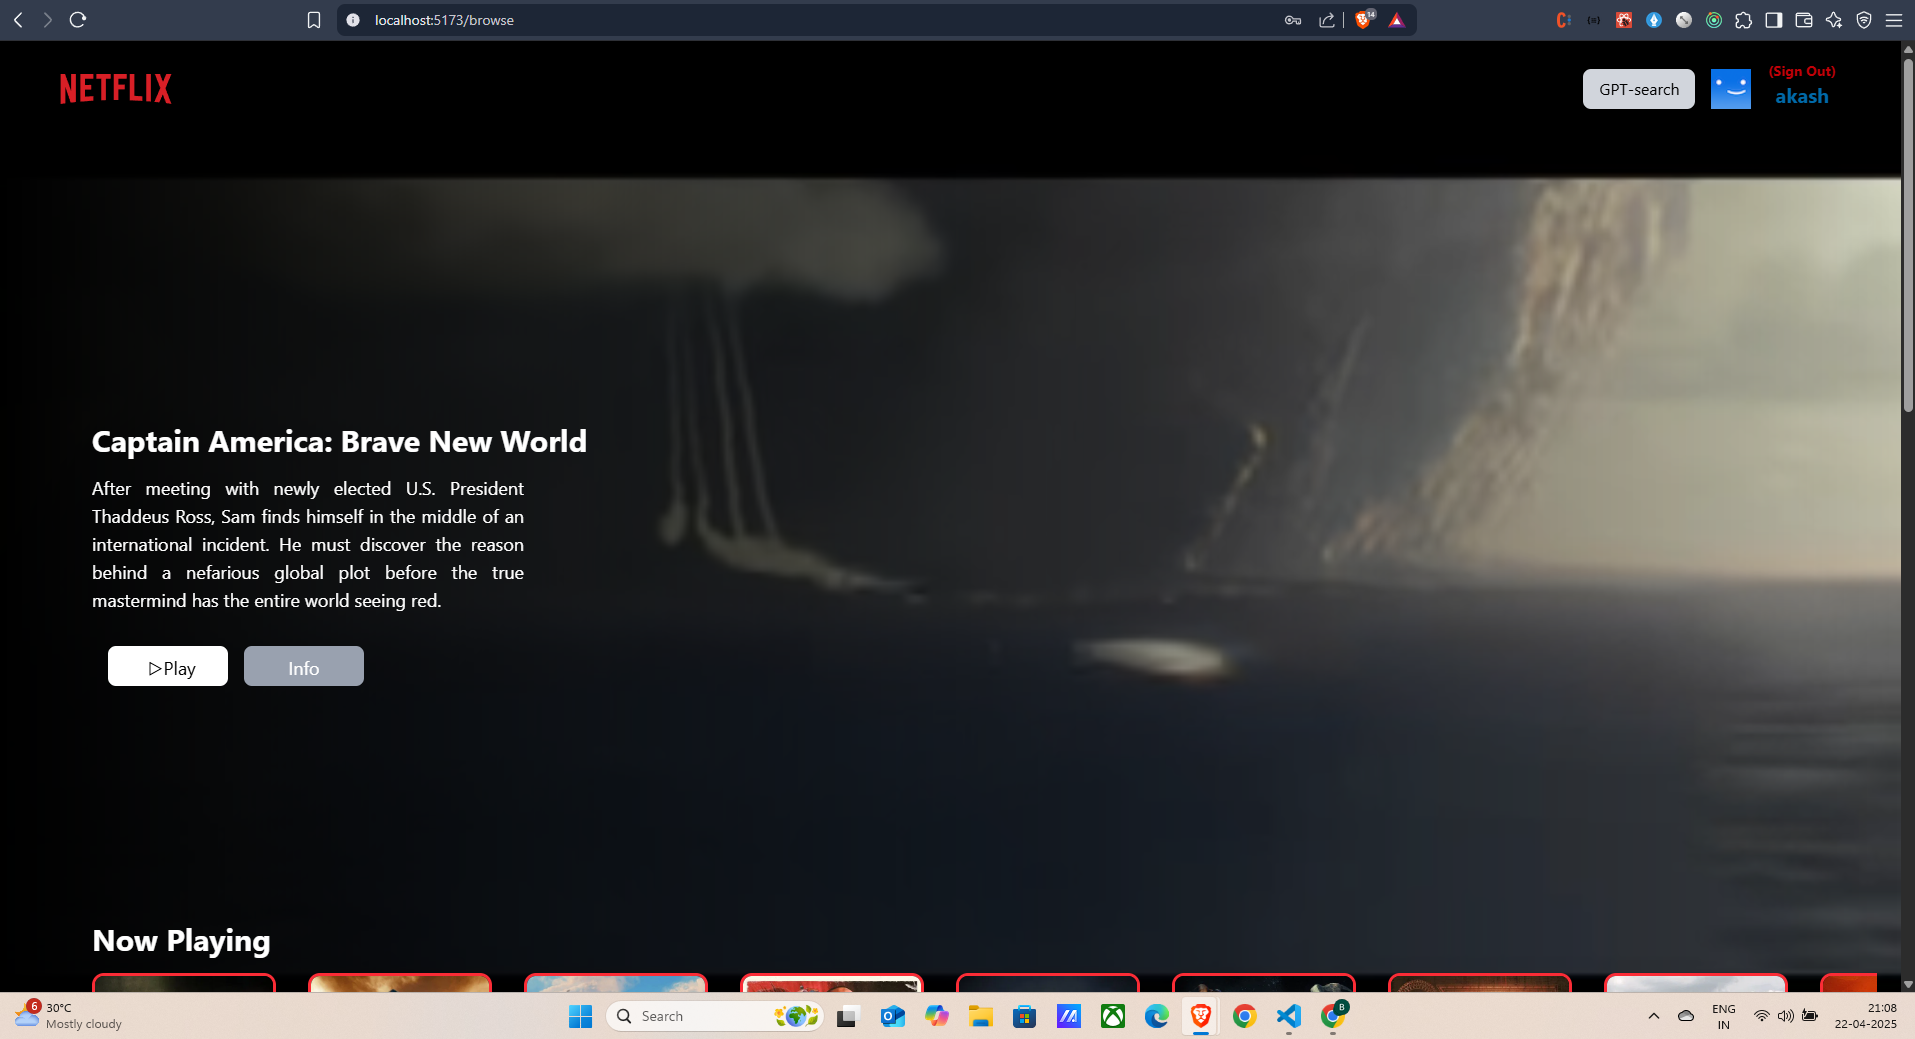 localhost:5173/browse
14
NETFLIX
GPT-search
(Sign Out)
akash
Captain America: Brave New World
After meeting with newly elected U.S. President
Thaddeus Ross, Sam finds himself in the middle of an
international incident. He must discover the reason
behind a nefarious global plot before the true
mastermind has the entire world seeing red.
▷Play
Info
Now Playing
6
30°C
Mostly cloudy
Search
B
ENG
IN
21:08
22-04-2025